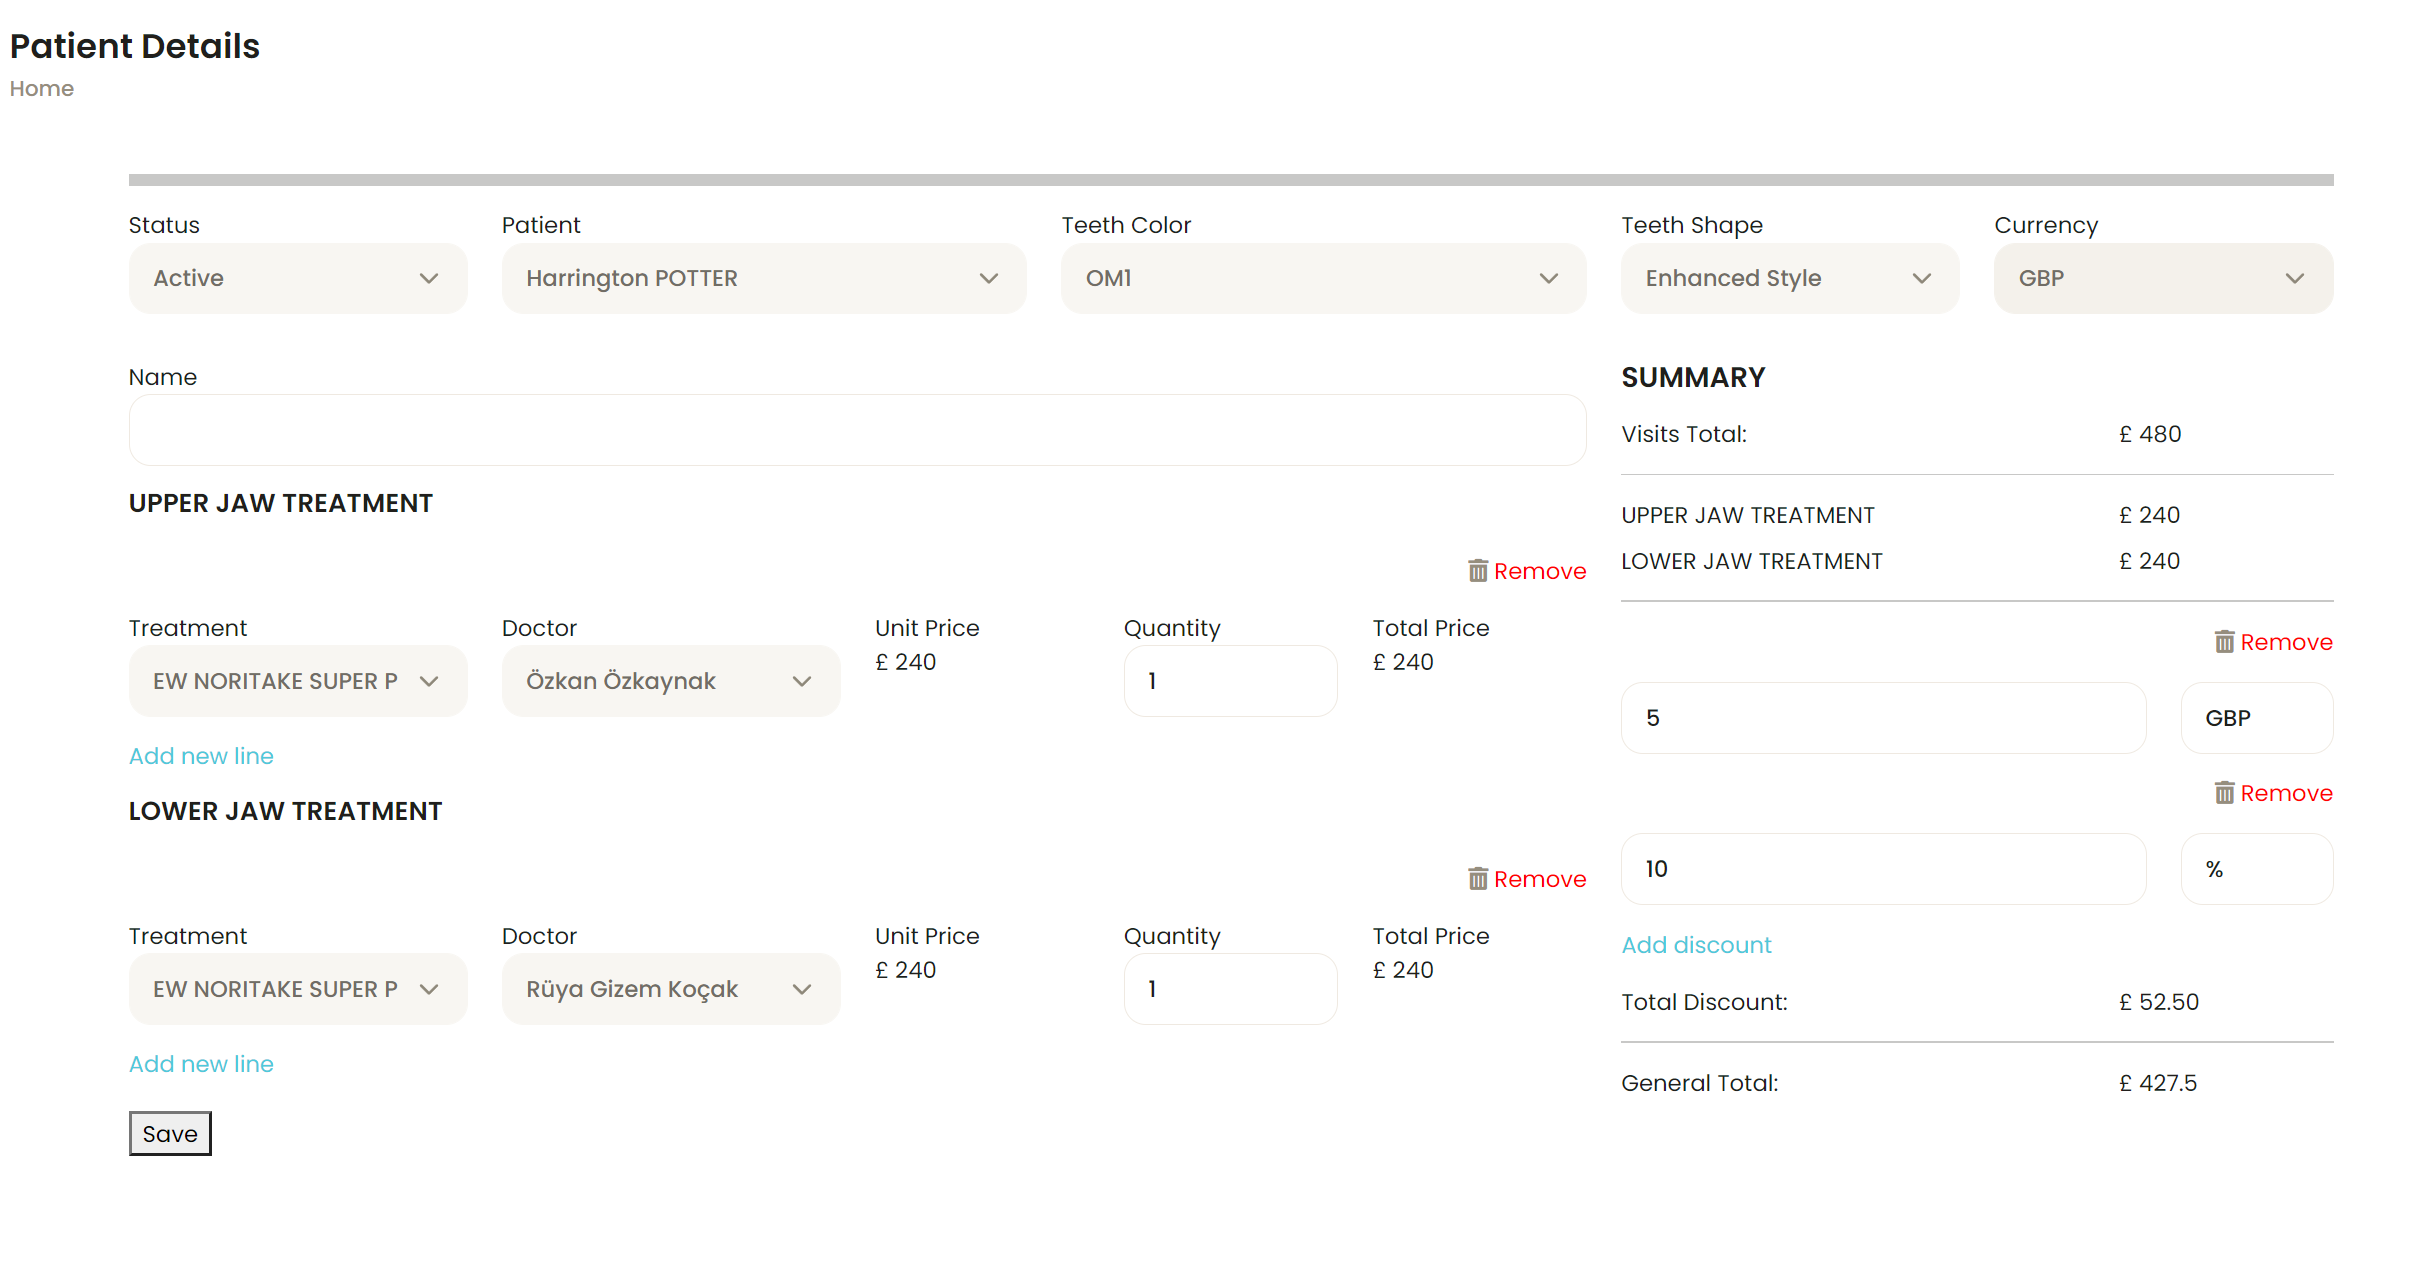 Patient Details
Home
Status Patient Teeth Color Teeth Shape Currency
Active Harrington POTTER OM1 Enhanced Style GBP
Name
UPPER JAW TREATMENT
Remove
Treatment Doctor Unit Price Quantity Total Price
EW NORITAKE SUPER P Özkan Özkaynak £ 240 1 £ 240
Add new line
LOWER JAW TREATMENT
Remove
Treatment Doctor Unit Price Quantity Total Price
EW NORITAKE SUPER P Rüya Gizem Koçak £ 240 1 £ 240
Add new line
Save
SUMMARY
Visits Total: £ 480
UPPER JAW TREATMENT £ 240
LOWER JAW TREATMENT £ 240
Remove
5 GBP
Remove
10 %
Add discount
Total Discount: £ 52.50
General Total: £ 427.5